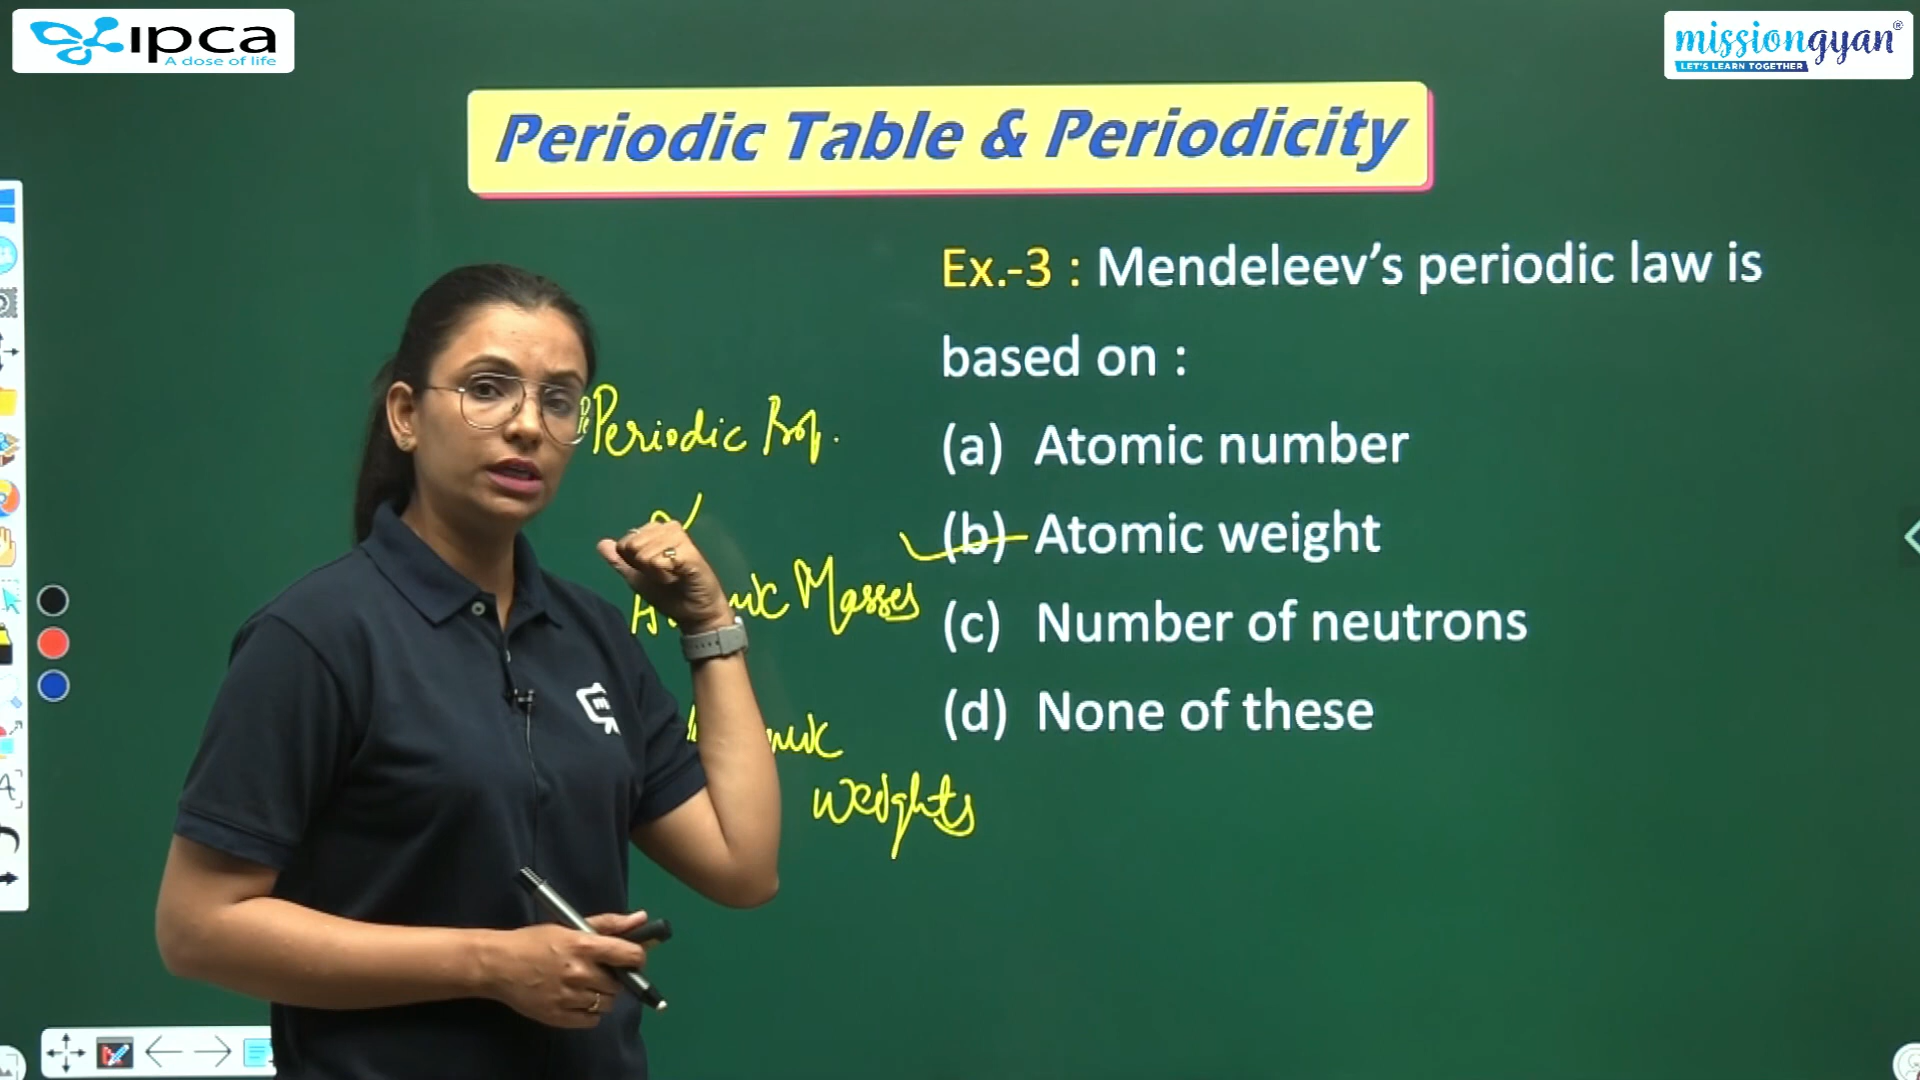 ipca
A dose of life
missiongyan®
LET'S LEARN TOGETHER
Periodic Table & Periodicity
Ex.-3 : Mendeleev's periodic law is
based on :
(a) Atomic number
(b) Atomic weight
(c) Number of neutrons
(d) None of these
Periodic Prop.
Masses
weights